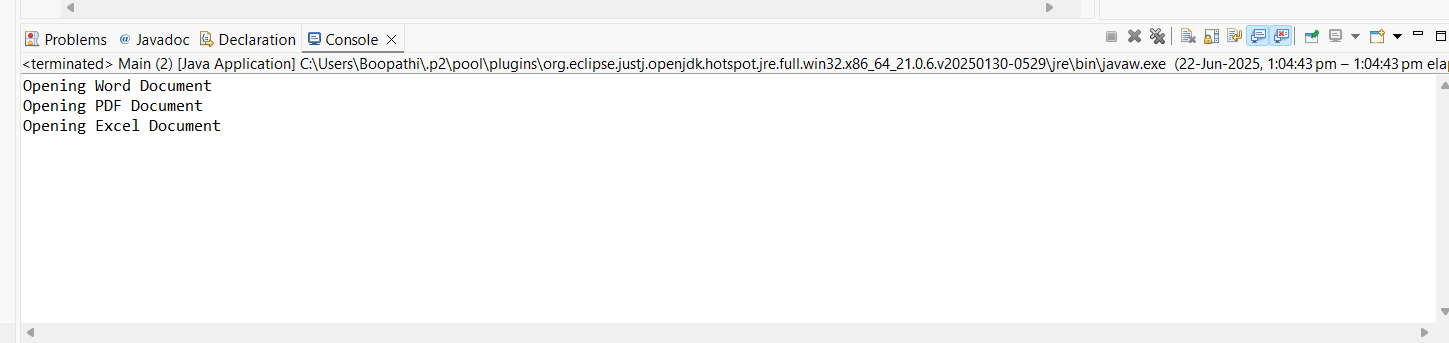 Problems @ Javadoc Declaration Console
<terminated> Main (2) [Java Application] C:\Users\Boopathi\.p2\pool\plugins\org.eclipse.justj.openjdk.hotspot.jre.full.win32.x86_64_21.0.6.v20250130-0529\jre\bin\javaw.exe (22-Jun-2025, 1:04:43 pm – 1:04:43 pm elap
Opening Word Document
Opening PDF Document
Opening Excel Document